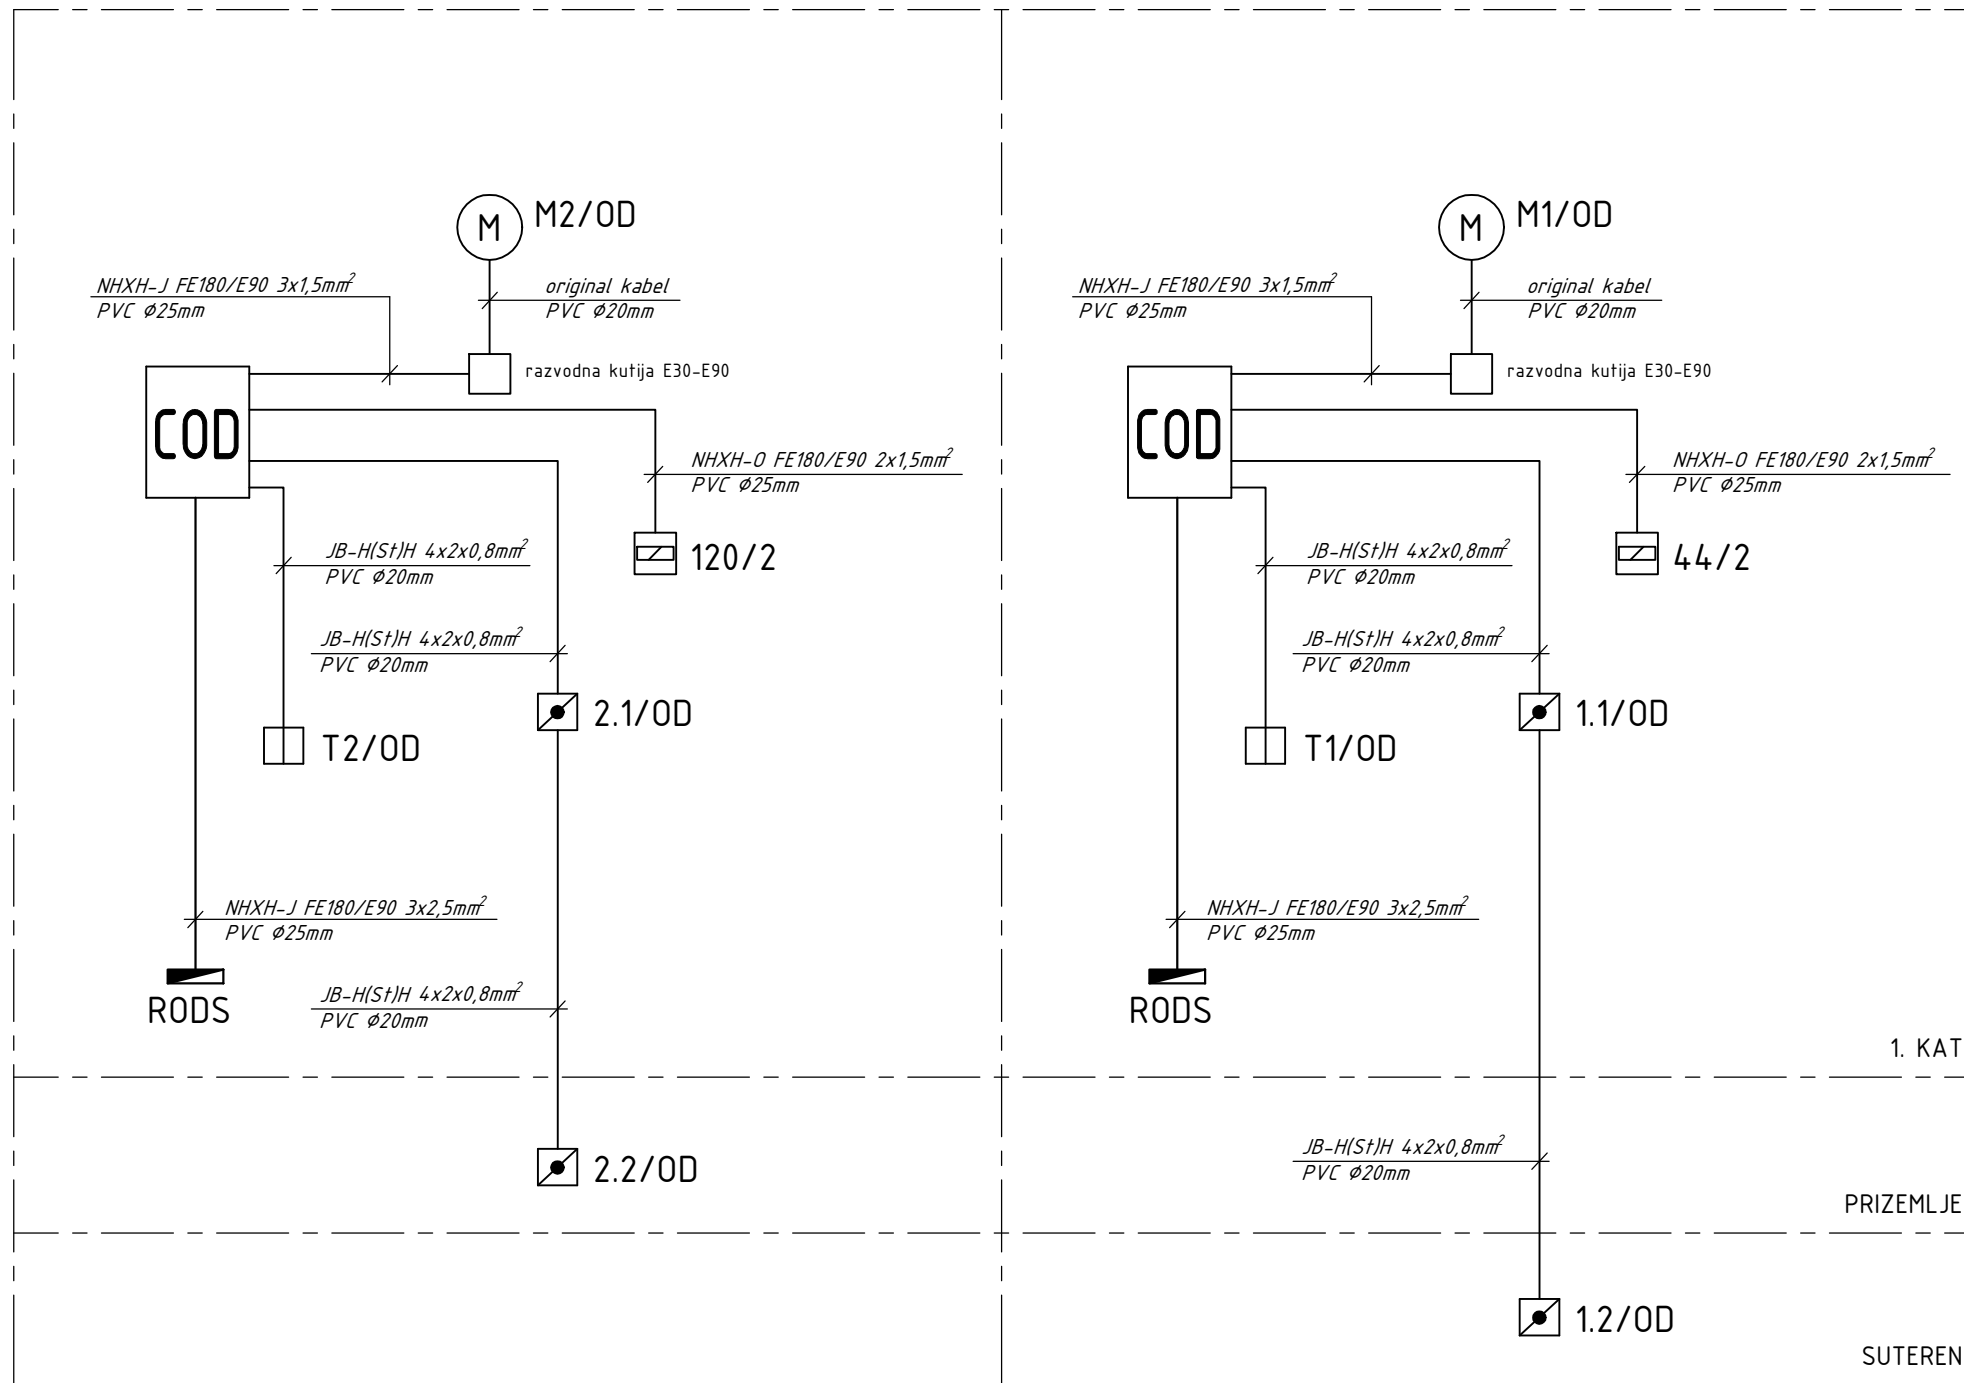 M
M2/OD
NHXH-J FE180/E90 3x1,5mm²
PVC Ø25mm
original kabel
PVC Ø20mm
razvodna kutija E30-E90
COD
NHXH-O FE180/E90 2x1,5mm²
PVC Ø25mm
120/2
JB-H(St)H 4x2x0,8mm²
PVC Ø20mm
JB-H(St)H 4x2x0,8mm²
PVC Ø20mm
2.1/OD
T2/OD
NHXH-J FE180/E90 3x2,5mm²
PVC Ø25mm
RODS
JB-H(St)H 4x2x0,8mm²
PVC Ø20mm
2.2/OD
M
M1/OD
NHXH-J FE180/E90 3x1,5mm²
PVC Ø25mm
original kabel
PVC Ø20mm
razvodna kutija E30-E90
COD
NHXH-O FE180/E90 2x1,5mm²
PVC Ø25mm
44/2
JB-H(St)H 4x2x0,8mm²
PVC Ø20mm
JB-H(St)H 4x2x0,8mm²
PVC Ø20mm
1.1/OD
T1/OD
NHXH-J FE180/E90 3x2,5mm²
PVC Ø25mm
RODS
1. KAT
JB-H(St)H 4x2x0,8mm²
PVC Ø20mm
PRIZEMLJE
1.2/OD
SUTEREN